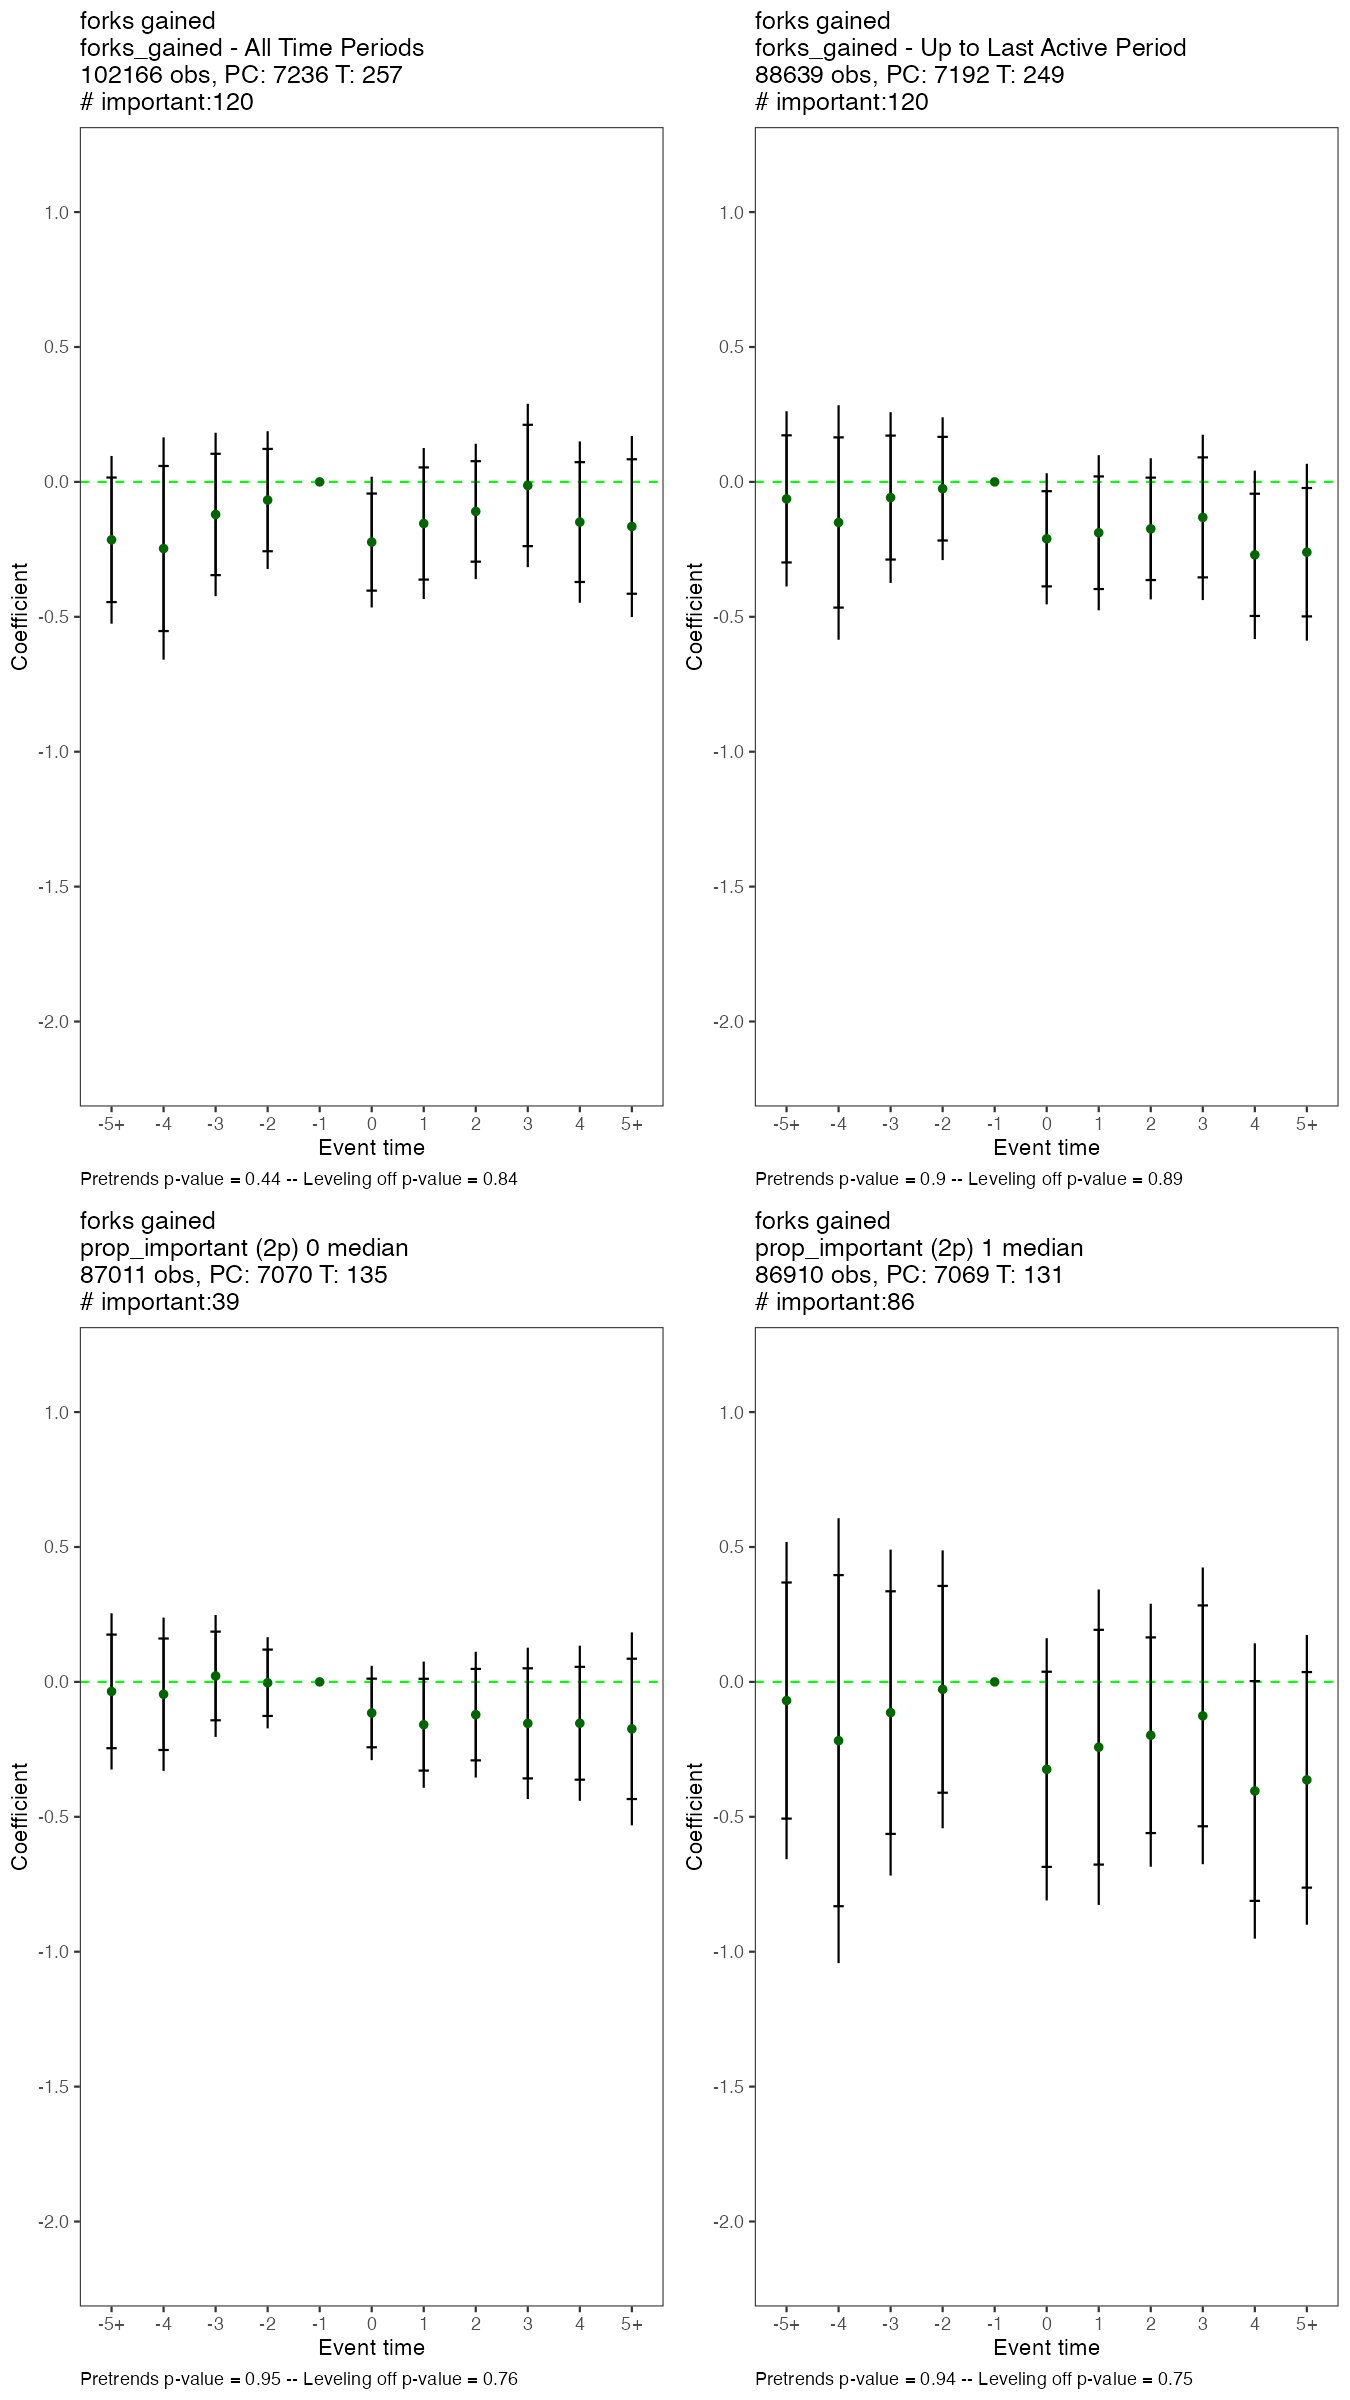 forks gained
forks_gained - All Time Periods
102166 obs, PC: 7236 T: 257
# important:120
Coefficient
1.0
0.5
0.0
-0.5
-1.0
-1.5
-2.0
-5+ -4 -3 -2 -1 0 1 2 3 4 5+
Event time
Pretrends p-value = 0.44 -- Leveling off p-value = 0.84
forks gained
forks_gained - Up to Last Active Period
88639 obs, PC: 7192 T: 249
# important:120
Coefficient
1.0
0.5
0.0
-0.5
-1.0
-1.5
-2.0
-5+ -4 -3 -2 -1 0 1 2 3 4 5+
Event time
Pretrends p-value = 0.9 -- Leveling off p-value = 0.89
forks gained
prop_important (2p) 0 median
87011 obs, PC: 7070 T: 135
# important:39
Coefficient
1.0
0.5
0.0
-0.5
-1.0
-1.5
-2.0
-5+ -4 -3 -2 -1 0 1 2 3 4 5+
Event time
Pretrends p-value = 0.95 -- Leveling off p-value = 0.76
forks gained
prop_important (2p) 1 median
86910 obs, PC: 7069 T: 131
# important:86
Coefficient
1.0
0.5
0.0
-0.5
-1.0
-1.5
-2.0
-5+ -4 -3 -2 -1 0 1 2 3 4 5+
Event time
Pretrends p-value = 0.94 -- Leveling off p-value = 0.75